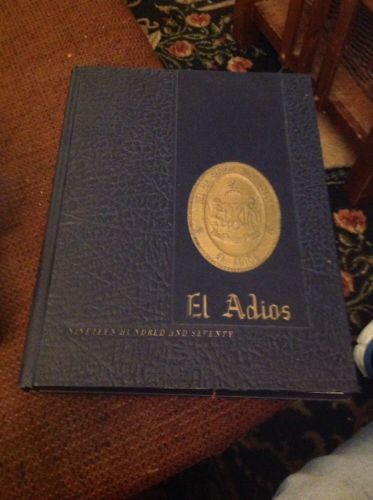 El Adios
NINETEEN HUNDRED AND SEVENTY